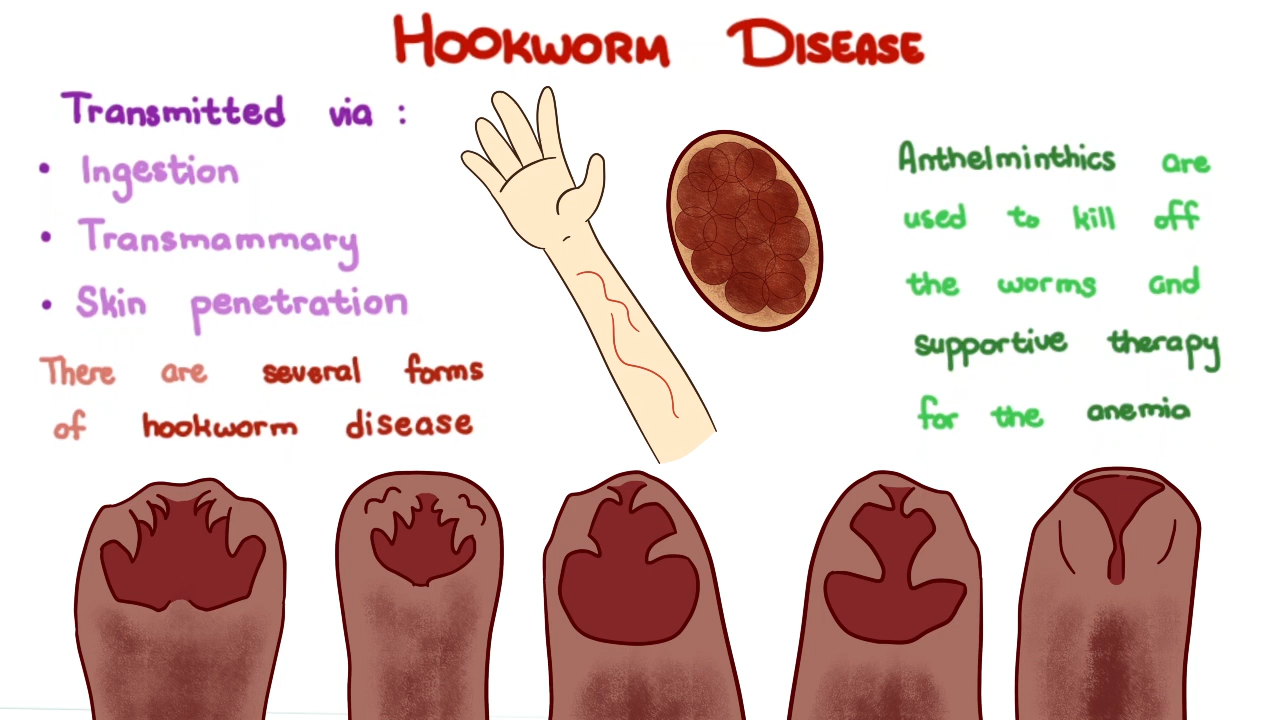 Hookworm Disease
Transmitted via :
• Ingestion
• Transmammary
• Skin penetration
There are several forms
of hookworm disease
Anthelminthics are
used to kill off
the worms and
supportive therapy
for the anemia